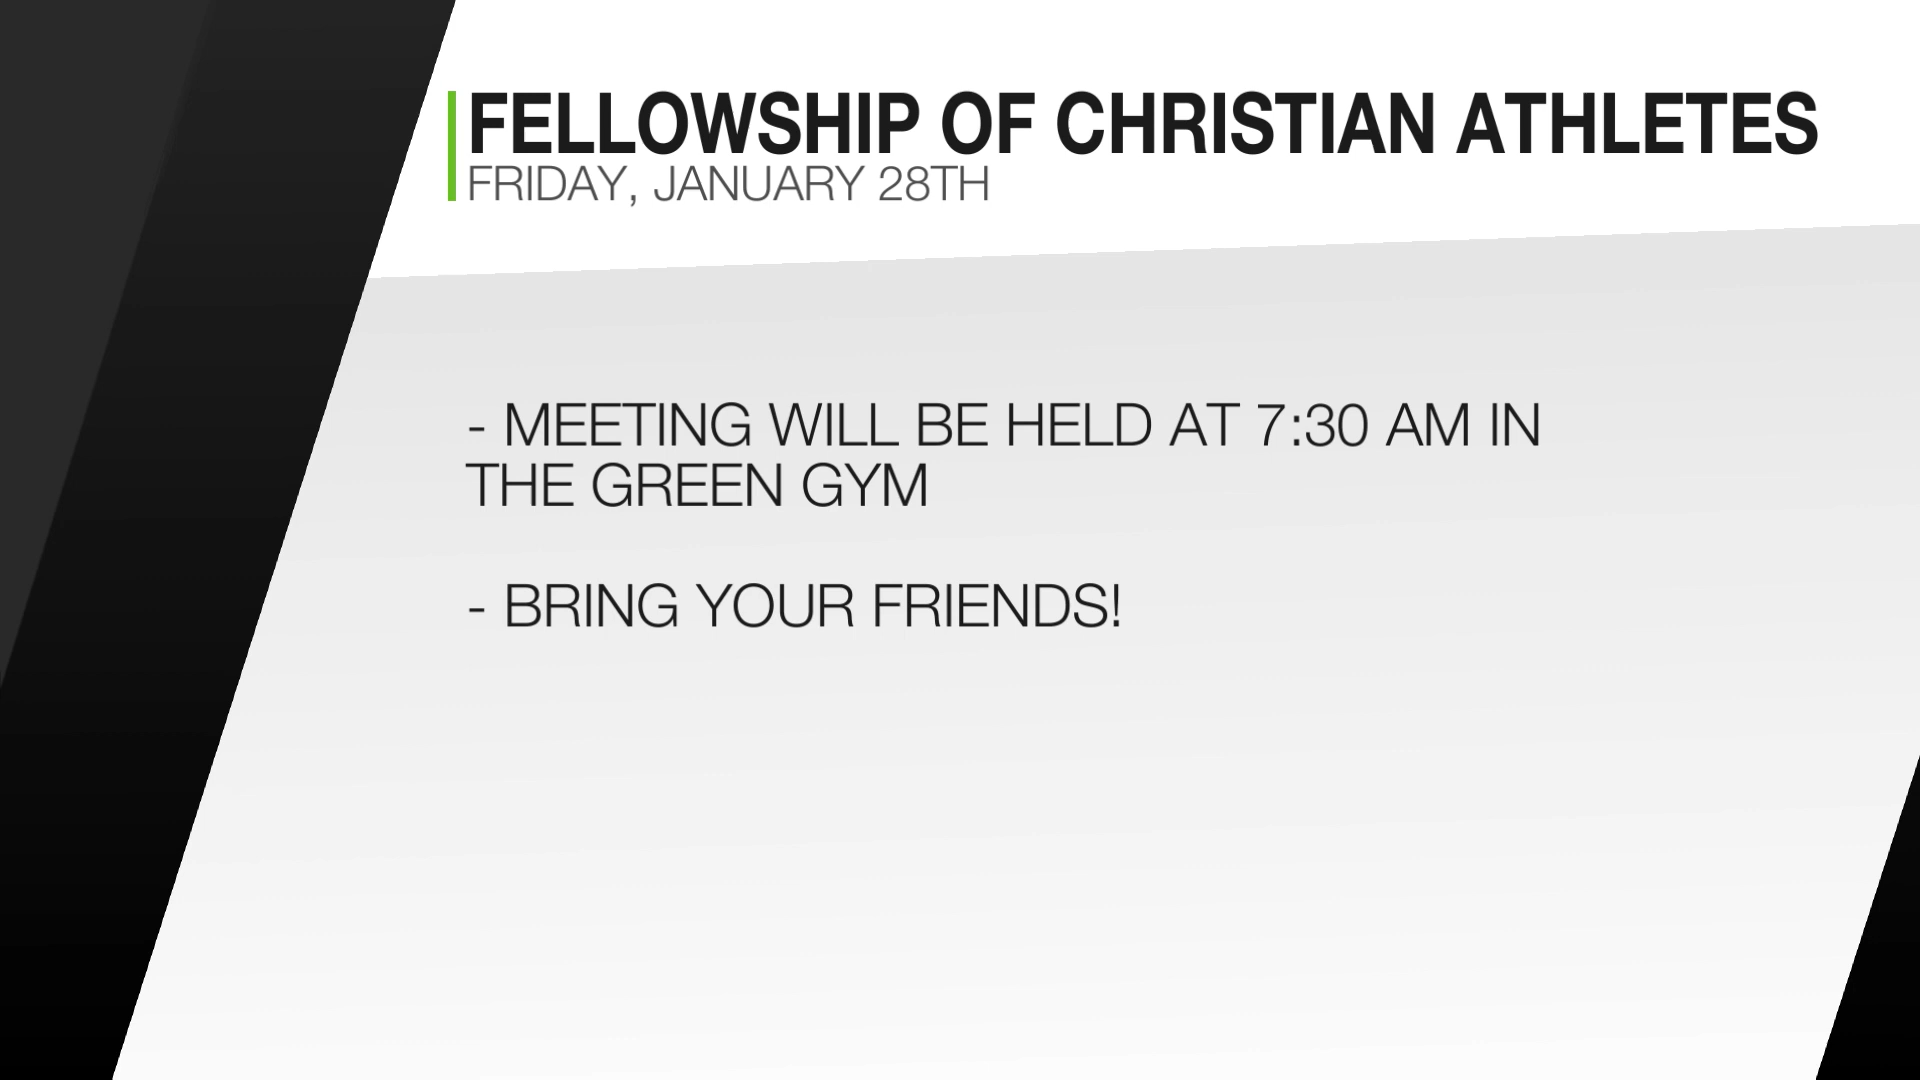 FELLOWSHIP OF CHRISTIAN ATHLETES
FRIDAY, JANUARY 28TH
- MEETING WILL BE HELD AT 7:30 AM IN
THE GREEN GYM
- BRING YOUR FRIENDS!